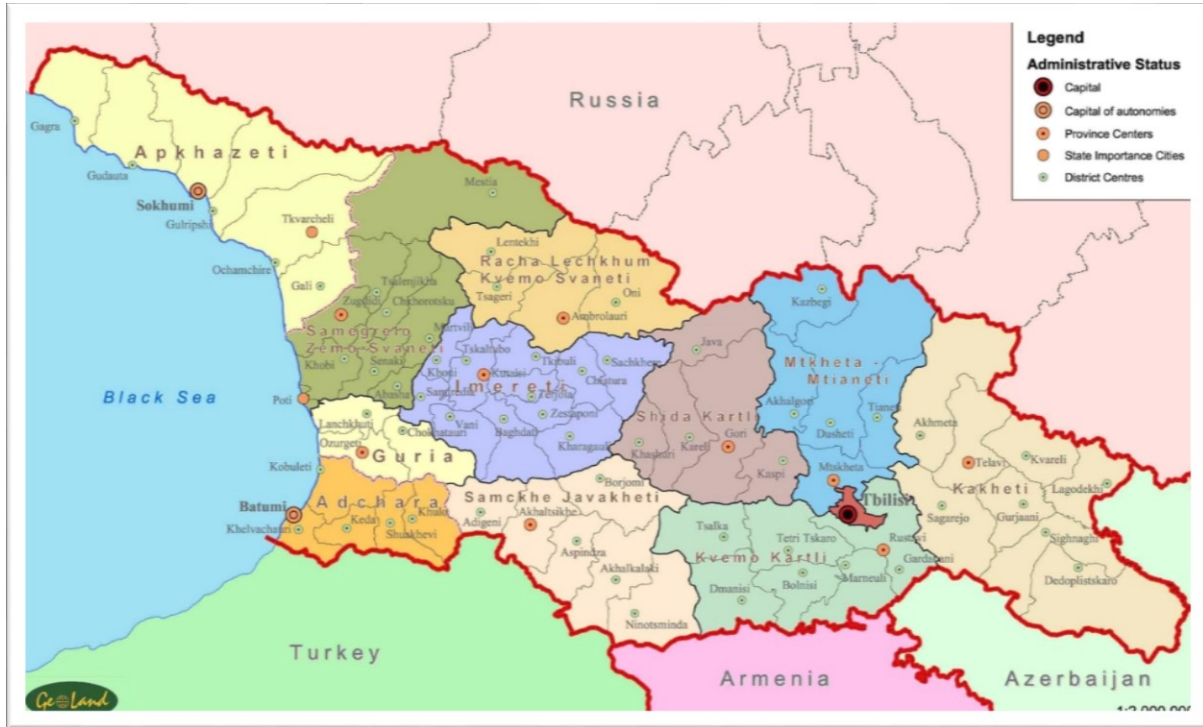 Legend
Administrative Status
Capital
Capital of autonomies
Province Centers
State Importance Cities
District Centres
Russia
Gagra
Apkhazeti
Gudauta
Sokhumi
Gulripshi
Tkvarcheli
Ochamchire
Gali
Mestia
Lentekhi
Racha Lechkhum
Kvemo Svaneti
Tsageri
Oni
Ambrolauri
Tsalenjikha
Zugdidi
Chkhorotsku
Samegrelo
Zemo Svaneti
Martvili
Khobi
Senaki
Abasha
Poti
Black Sea
Tskaltubo
Tkibuli
Sachkhere
Khoni
Kutaisi
Chiatura
Imereti
Samtredia
Terjola
Vani
Zestaponi
Baghdati
Kharagauli
Java
Shida Kartli
Gori
Khashuri
Kareli
Kaspi
Kazbegi
Mtkheta -
Mtianeti
Akhalgori
Tianeti
Dusheti
Mtskheta
Tbilisi
Akhmeta
Telavi
Kvareli
Lagodekhi
Kakheti
Sagarejo
Gurjaani
Sighnaghi
Dedoplistskaro
Lanchkhuti
Chokhatauri
Ozurgeti
Guria
Kobuleti
Batumi
Adchara
Khelvachauri
Keda
Khulo
Shuakhevi
Borjomi
Samckhe Javakheti
Adigeni
Akhaltsikhe
Aspindza
Akhalkalaki
Ninotsminda
Tsalka
Tetri Tskaro
Rustavi
Kvemo Kartli
Gardabani
Marneuli
Bolnisi
Dmanisi
Turkey
Armenia
Azerbaijan
GeoLand